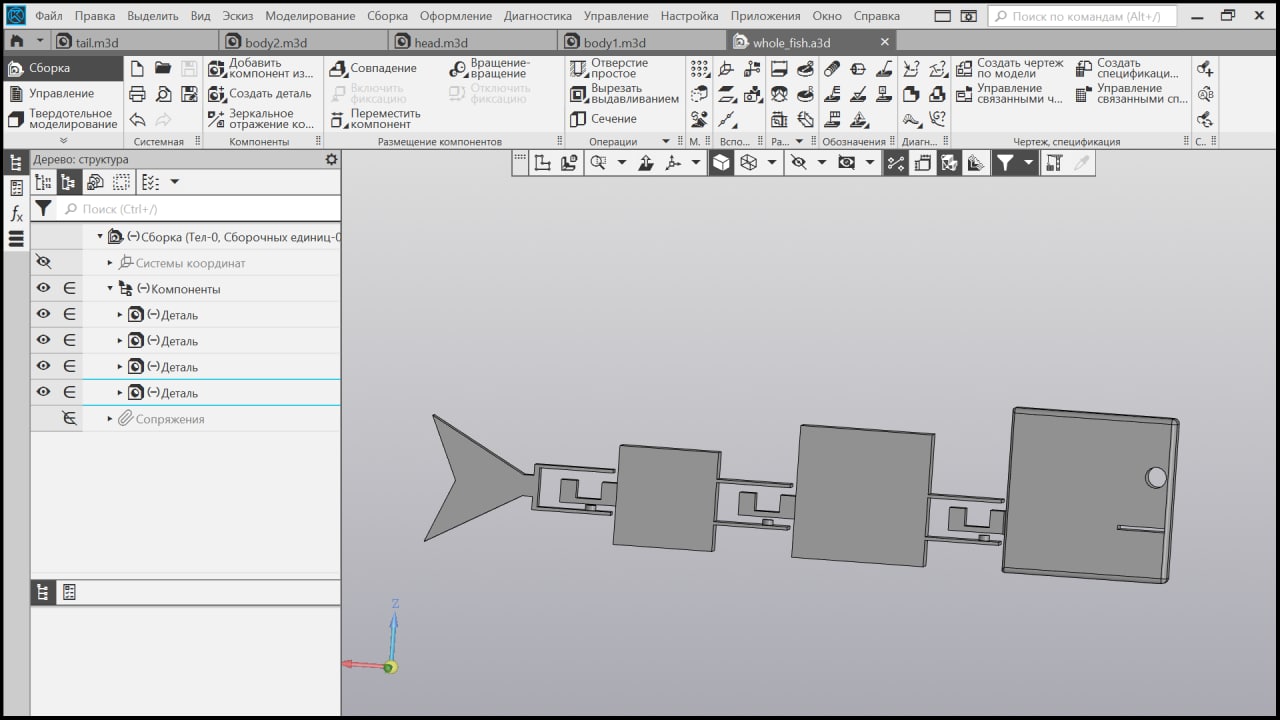 Файл Правка Выделить Вид Эскиз Моделирование Сборка Оформление Диагностика Управление Настройка Приложения Окно Справка
Поиск по командам (Alt+/)
tail.m3d body2.m3d head.m3d body1.m3d whole_fish.a3d
Сборка
Управление
Твердотельное моделирование
Системная
Добавить компонент из...
Создать деталь
Зеркальное отражение ко...
Компоненты
Совпадение
Включить фиксацию
Переместить компонент
Вращение-вращение
Отключить фиксацию
Размещение компонентов
Отверстие простое
Вырезать выдавливанием
Сечение
Операции
М.
Вспо...
Ра...
Обозначения
Диагн...
Создать чертеж по модели
Управление связанными ч...
Создать спецификаци...
Управление связанными сп...
Чертеж, спецификация
С...
Дерево: структура
Поиск (Ctrl+/)
(−)Сборка (Тел-0, Сборочных единиц-0
Системы координат
(−)Компоненты
(−)Деталь
(−)Деталь
(−)Деталь
(−)Деталь
Сопряжения
Z